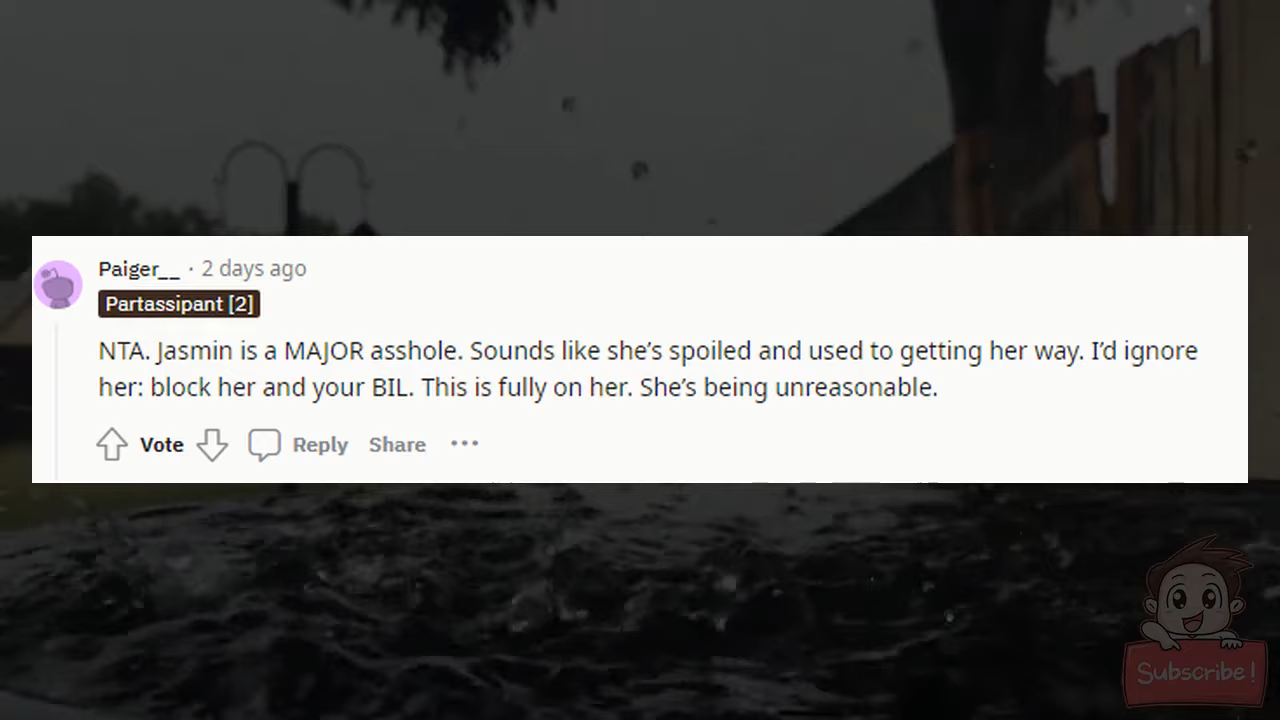 Paiger__ · 2 days ago
Partassipant [2]
NTA. Jasmin is a MAJOR asshole. Sounds like she’s spoiled and used to getting her way. I’d ignore
her: block her and your BIL. This is fully on her. She’s being unreasonable.
Vote Reply Share •••
Subscribe!